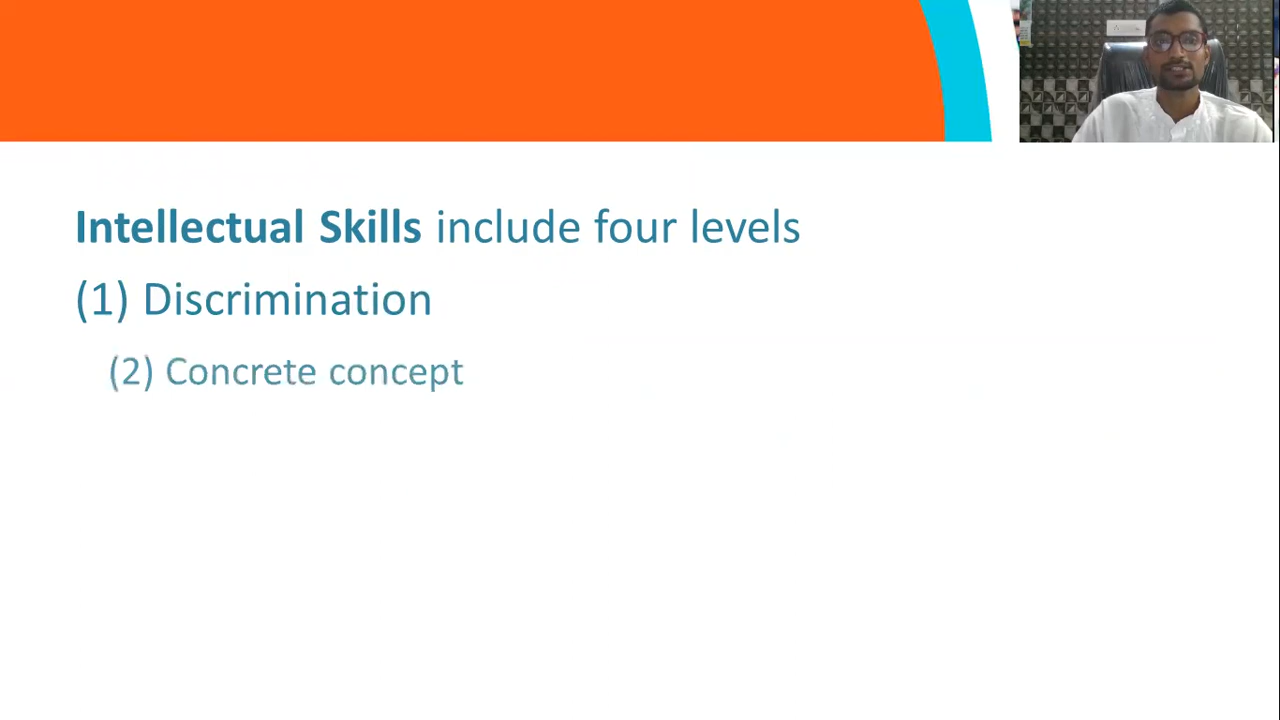 Intellectual Skills include four levels
(1) Discrimination
(2) Concrete concept